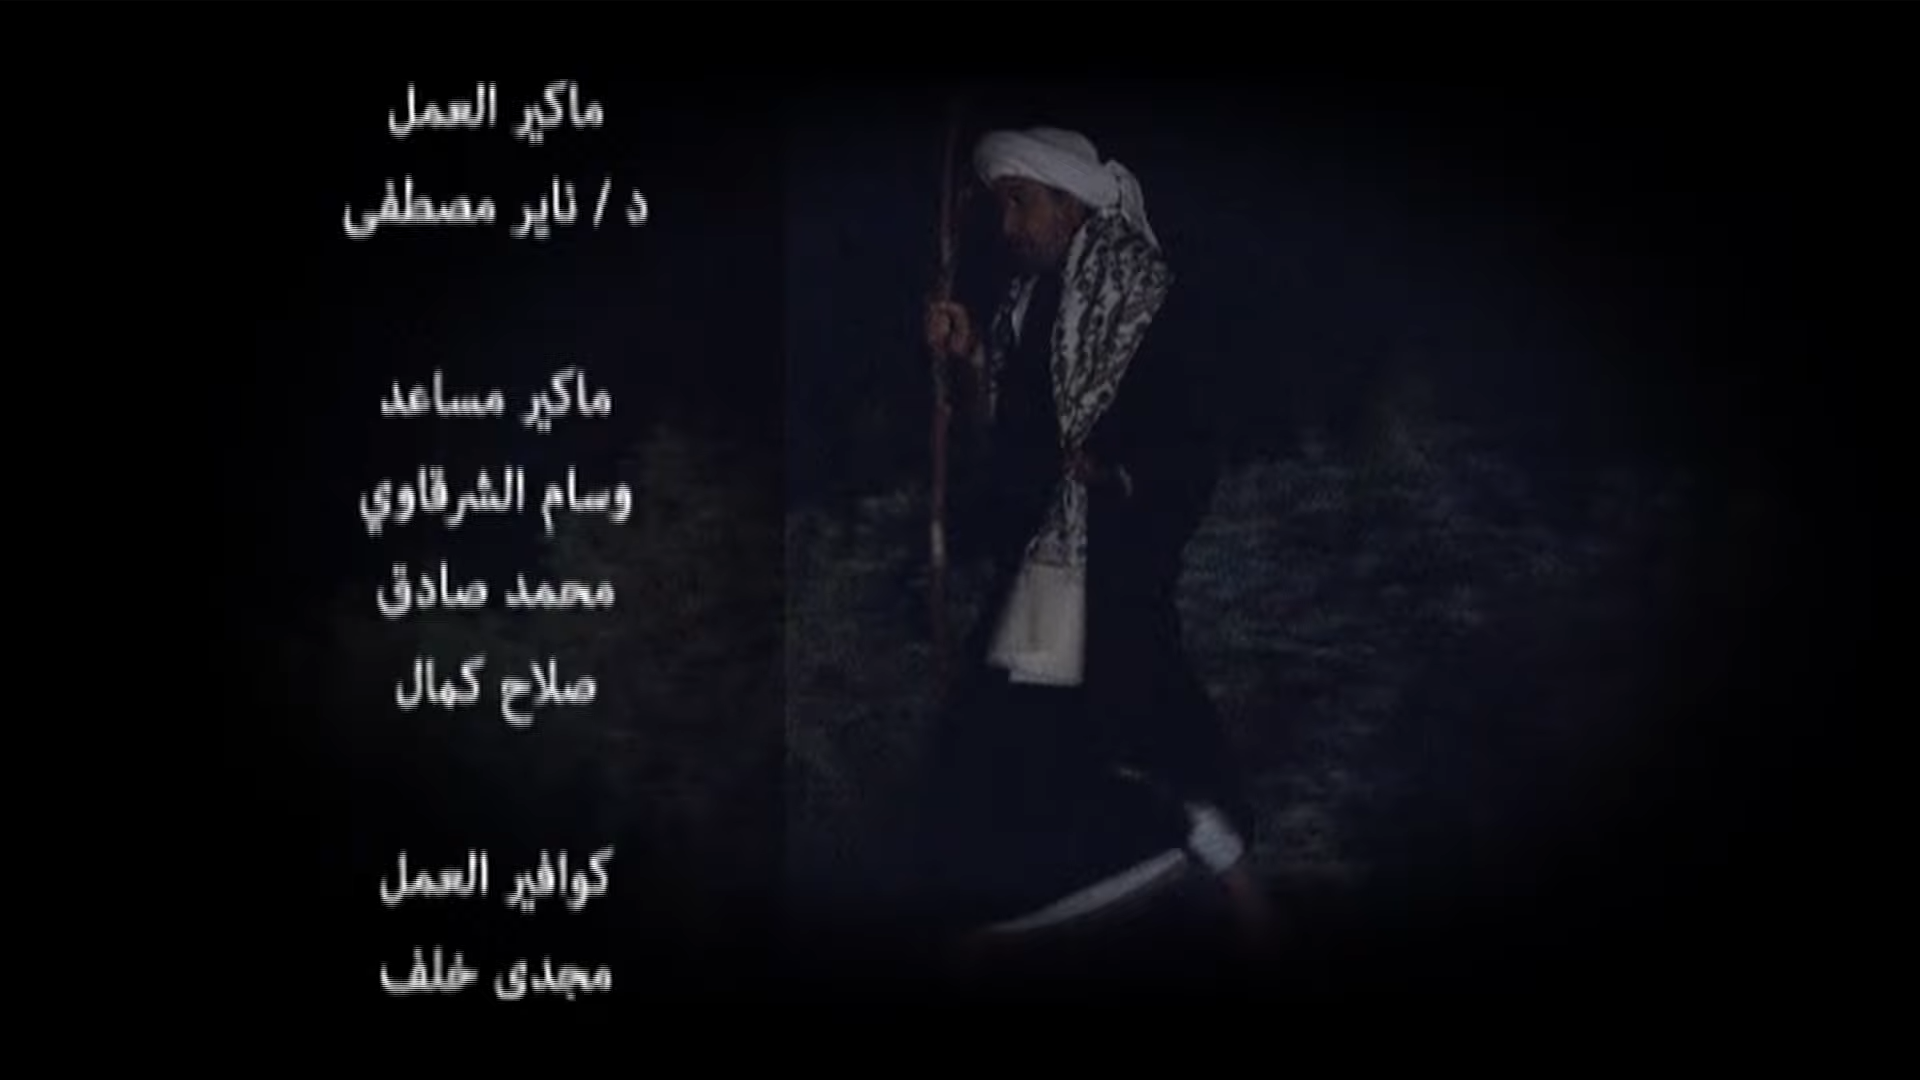 ماكير العمل
د / ناير مصطفى
ماكير مساعد
وسام الشرقاوي
محمد صادق
صلاح كمال
كوافير العمل
مجدى خلف